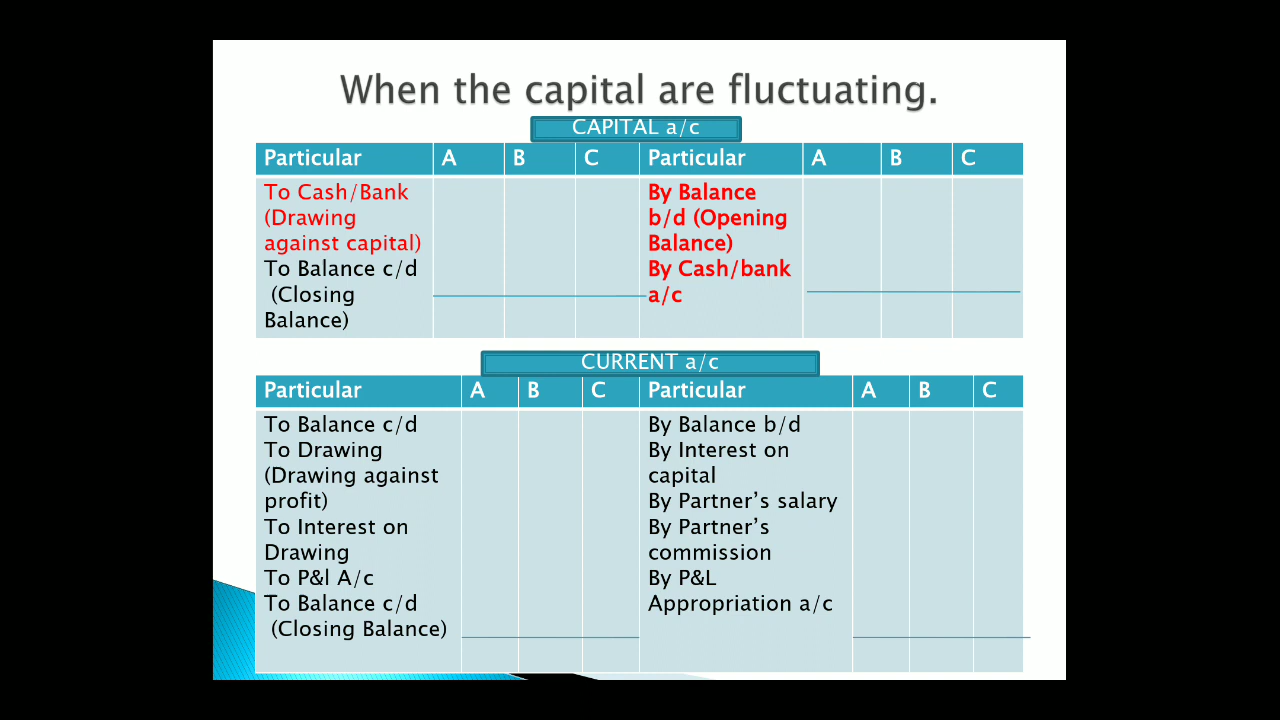 When the capital are fluctuating.
CAPITAL a/c
Particular A B C Particular A B C
To Cash/Bank
(Drawing
against capital)
To Balance c/d
(Closing
Balance)
By Balance
b/d (Opening
Balance)
By Cash/bank
a/c
CURRENT a/c
Particular A B C Particular A B C
To Balance c/d
To Drawing
(Drawing against
profit)
To Interest on
Drawing
To P&l A/c
To Balance c/d
(Closing Balance)
By Balance b/d
By Interest on
capital
By Partner’s salary
By Partner’s
commission
By P&L
Appropriation a/c